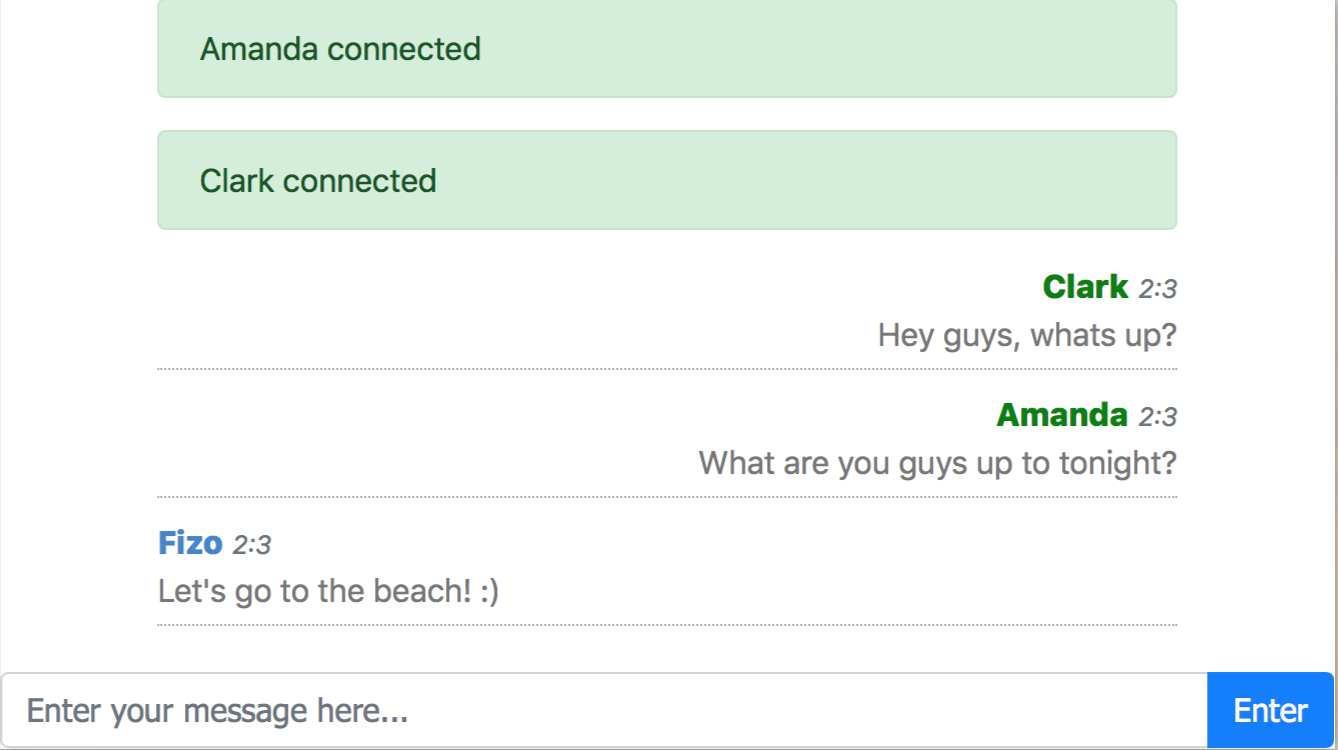 Amanda connected
Clark connected
Clark 2:3
Hey guys, whats up?
Amanda 2:3
What are you guys up to tonight?
Fizo 2:3
Let's go to the beach! :)
Enter your message here...
Enter